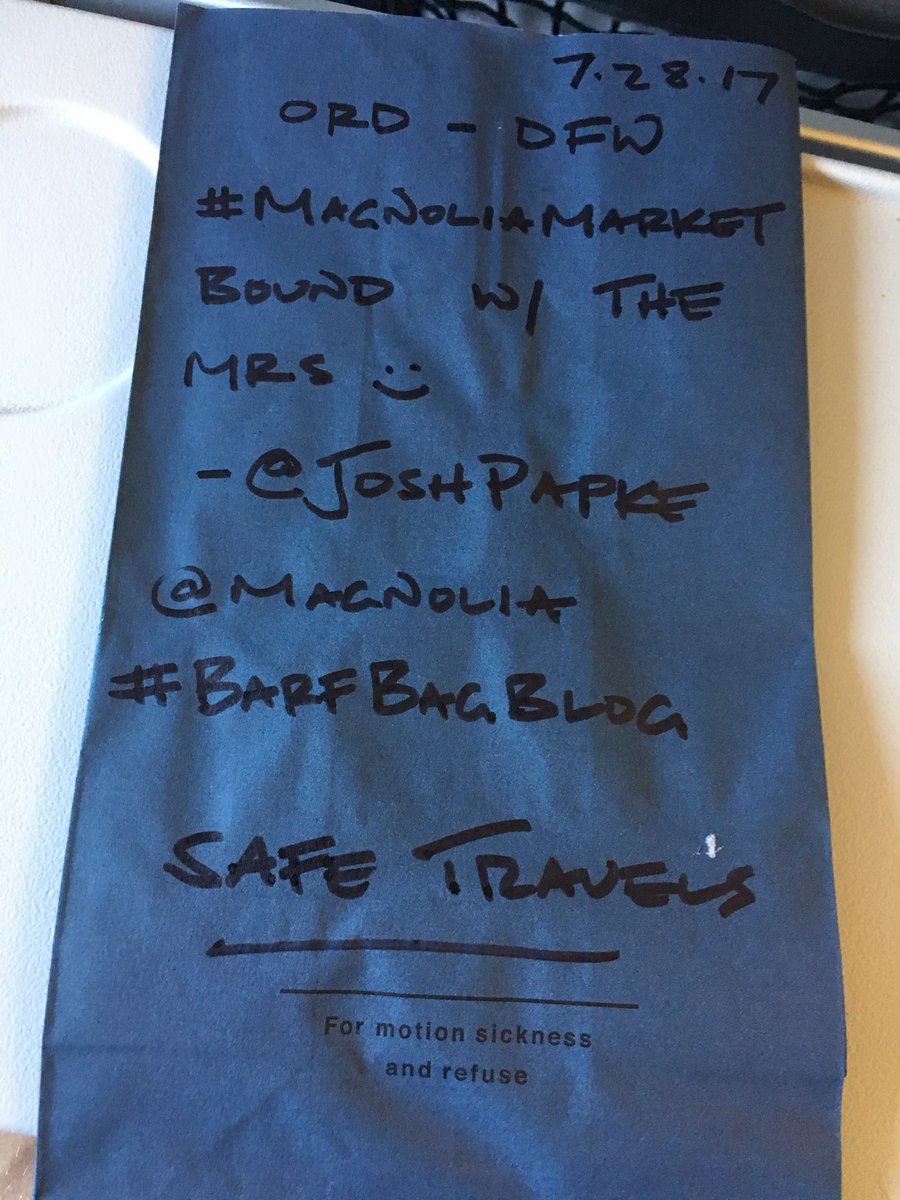 7.28.17
ORD - DFW
#MAGNOLIAMARKET
BOUND W/ THE
MRS :)
- @JOSHPAPKE
@MAGNOLIA
#BARFBAGBLOG
SAFE TRAVELS
For motion sickness
and refuse